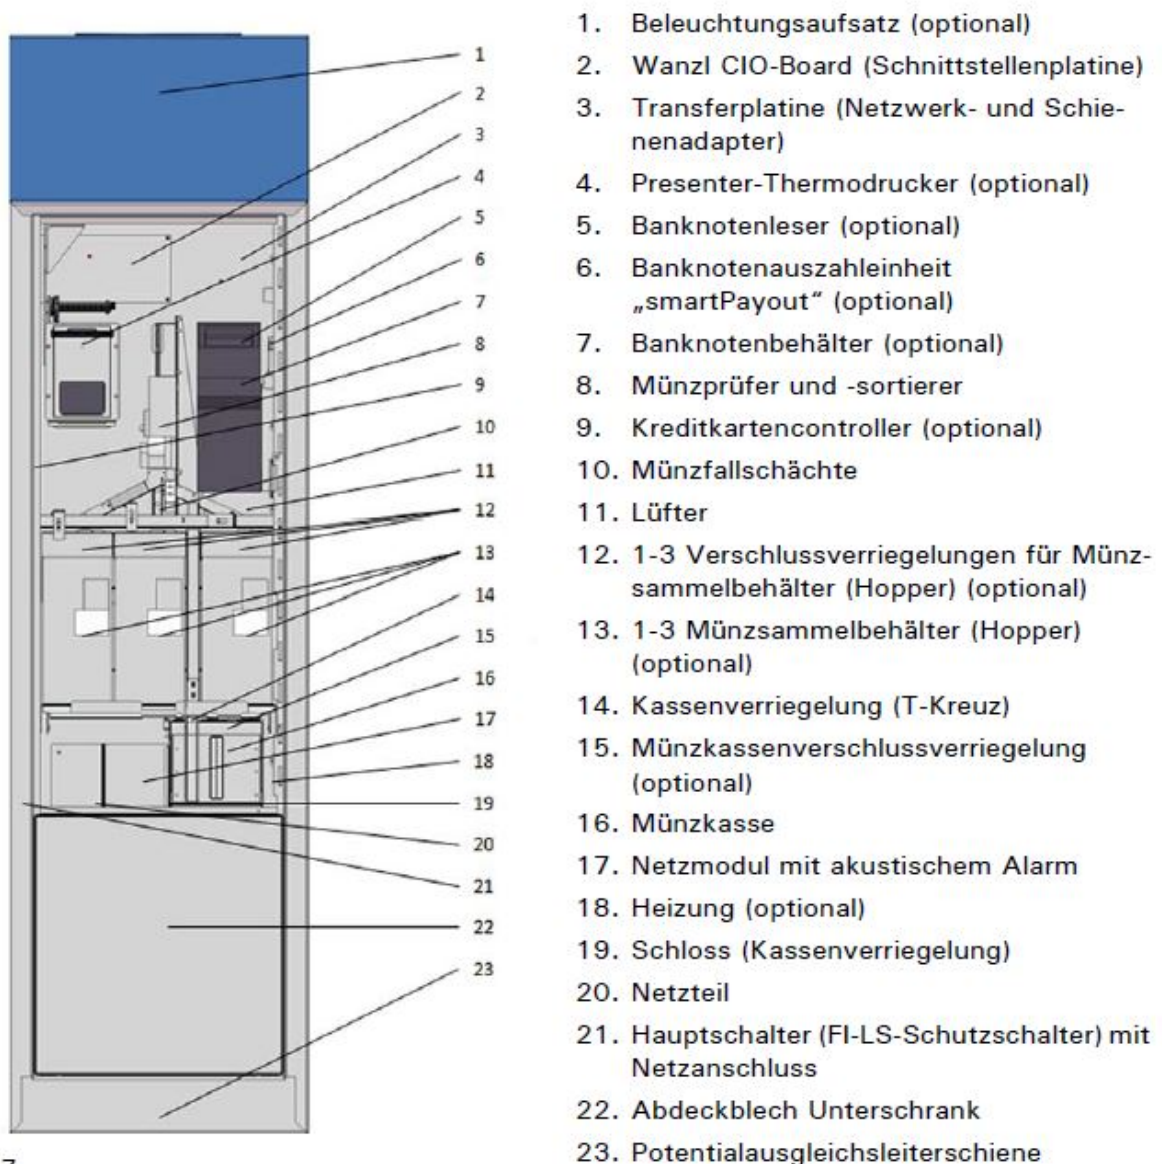 1
2
3
4
5
6
7
8
9
10
11
12
13
14
15
16
17
18
19
20
21
22
23
1. Beleuchtungsaufsatz (optional)
2. Wanzl CIO-Board (Schnittstellenplatine)
3. Transferplatine (Netzwerk- und Schie-
nenadapter)
4. Presenter-Thermodrucker (optional)
5. Banknotenleser (optional)
6. Banknotenauszahleinheit
„smartPayout“ (optional)
7. Banknotenbehälter (optional)
8. Münzprüfer und -sortierer
9. Kreditkartencontroller (optional)
10. Münzfallschächte
11. Lüfter
12. 1-3 Verschlussverriegelungen für Münz-
sammelbehälter (Hopper) (optional)
13. 1-3 Münzsammelbehälter (Hopper)
(optional)
14. Kassenverriegelung (T-Kreuz)
15. Münzkassenverschlussverriegelung
(optional)
16. Münzkasse
17. Netzmodul mit akustischem Alarm
18. Heizung (optional)
19. Schloss (Kassenverriegelung)
20. Netzteil
21. Hauptschalter (FI-LS-Schutzschalter) mit
Netzanschluss
22. Abdeckblech Unterschrank
23. Potentialausgleichsleiterschiene